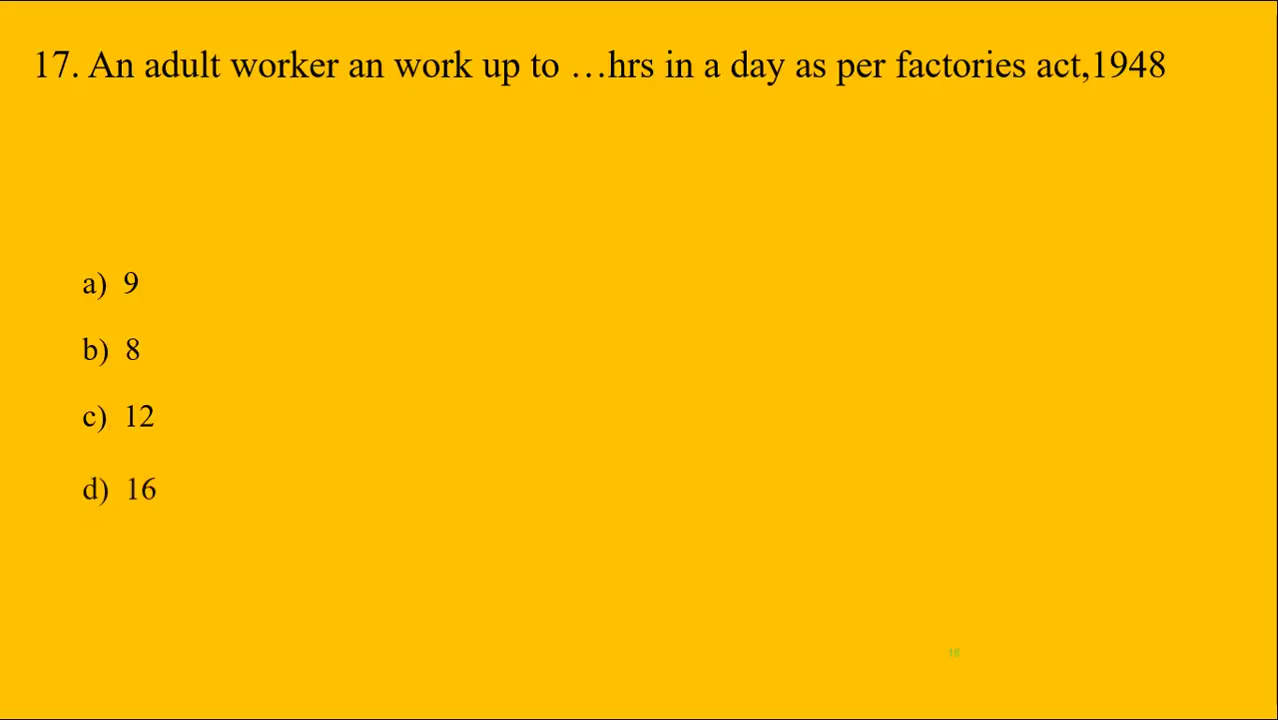 17. An adult worker an work up to …hrs in a day as per factories act,1948
a) 9
b) 8
c) 12
d) 16
18